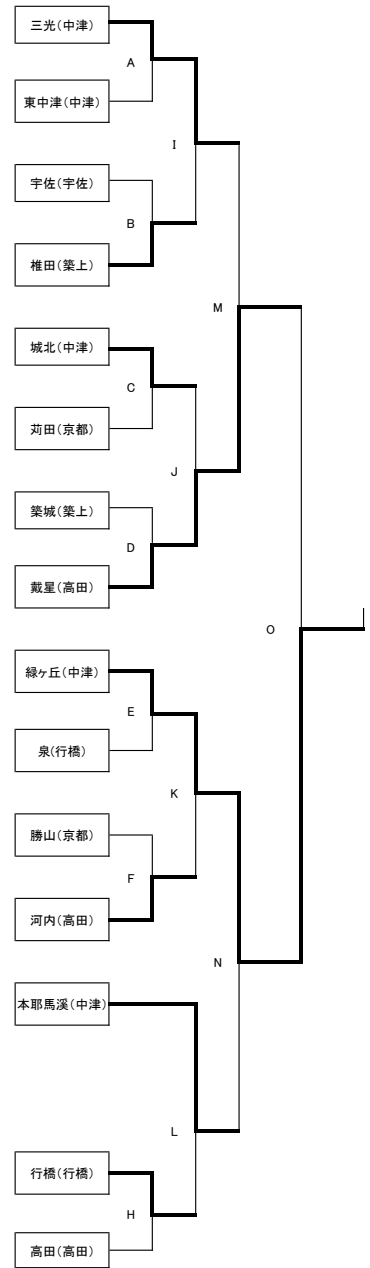 三光(中津)
A
東中津(中津)
I
宇佐(宇佐)
B
椎田(築上)
M
城北(中津)
C
苅田(京都)
J
築城(築上)
D
戴星(高田)
O
緑ヶ丘(中津)
E
泉(行橋)
K
勝山(京都)
F
河内(高田)
N
本耶馬溪(中津)
L
行橋(行橋)
H
高田(高田)